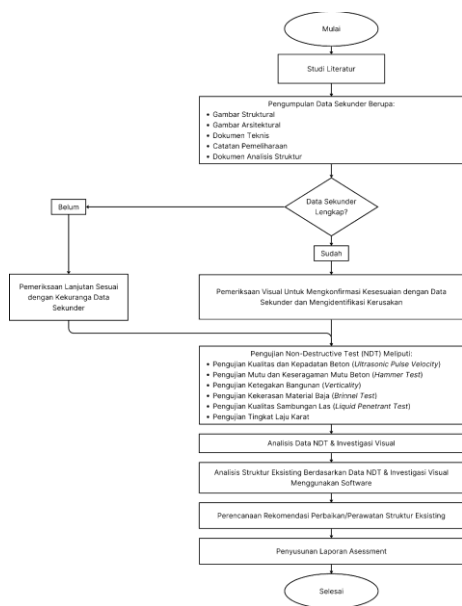 Mulai
Studi Literatur
Pengumpulan Data Sekunder Berupa:
• Gambar Struktural
• Gambar Arsitektural
• Dokumen Teknis
• Catatan Pemeliharaan
• Dokumen Analisis Struktur
Data Sekunder
Lengkap?
Belum
Sudah
Pemeriksaan Lanjutan Sesuai
dengan Kekuranga Data
Sekunder
Pemeriksaan Visual Untuk Mengkonfirmasi Kesesuaian dengan Data
Sekunder dan Mengidentifikasi Kerusakan
Pengujian Non-Destructive Test (NDT) Meliputi:
• Pengujian Kualitas dan Kepadatan Beton (Ultrasonic Pulse Velocity)
• Pengujian Mutu dan Keseragaman Mutu Beton (Hammer Test)
• Pengujian Ketegakan Bangunan (Verticality)
• Pengujian Kekerasan Material Baja (Brinnel Test)
• Pengujian Kualitas Sambungan Las (Liquid Penetrant Test)
• Pengujian Tingkat Laju Karat
Analisis Data NDT & Investigasi Visual
Analisis Struktur Eksisting Berdasarkan Data NDT & Investigasi Visual
Menggunakan Software
Perencanaan Rekomendasi Perbaikan/Perawatan Struktur Eksisting
Penyusunan Laporan Asessment
Selesai